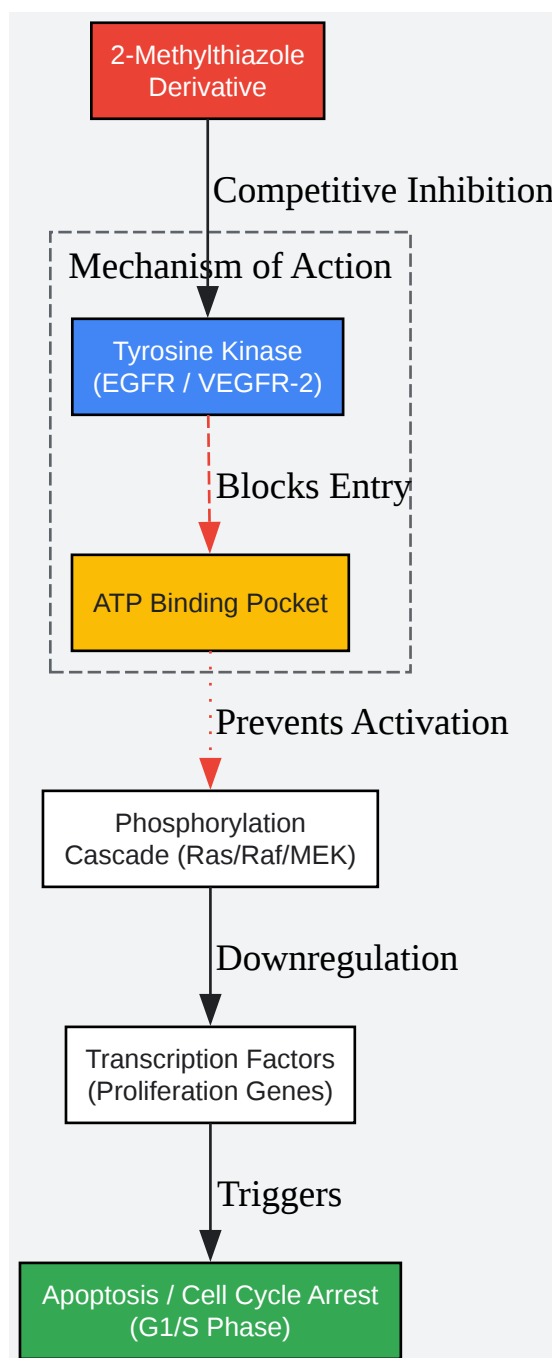 2-Methylthiazole
Derivative
Competitive Inhibition
Mechanism of Action
Tyrosine Kinase
(EGFR / VEGFR-2)
Blocks Entry
ATP Binding Pocket
Prevents Activation
Phosphorylation
Cascade (Ras/Raf/MEK)
Downregulation
Transcription Factors
(Proliferation Genes)
Triggers
Apoptosis / Cell Cycle Arrest
(G1/S Phase)